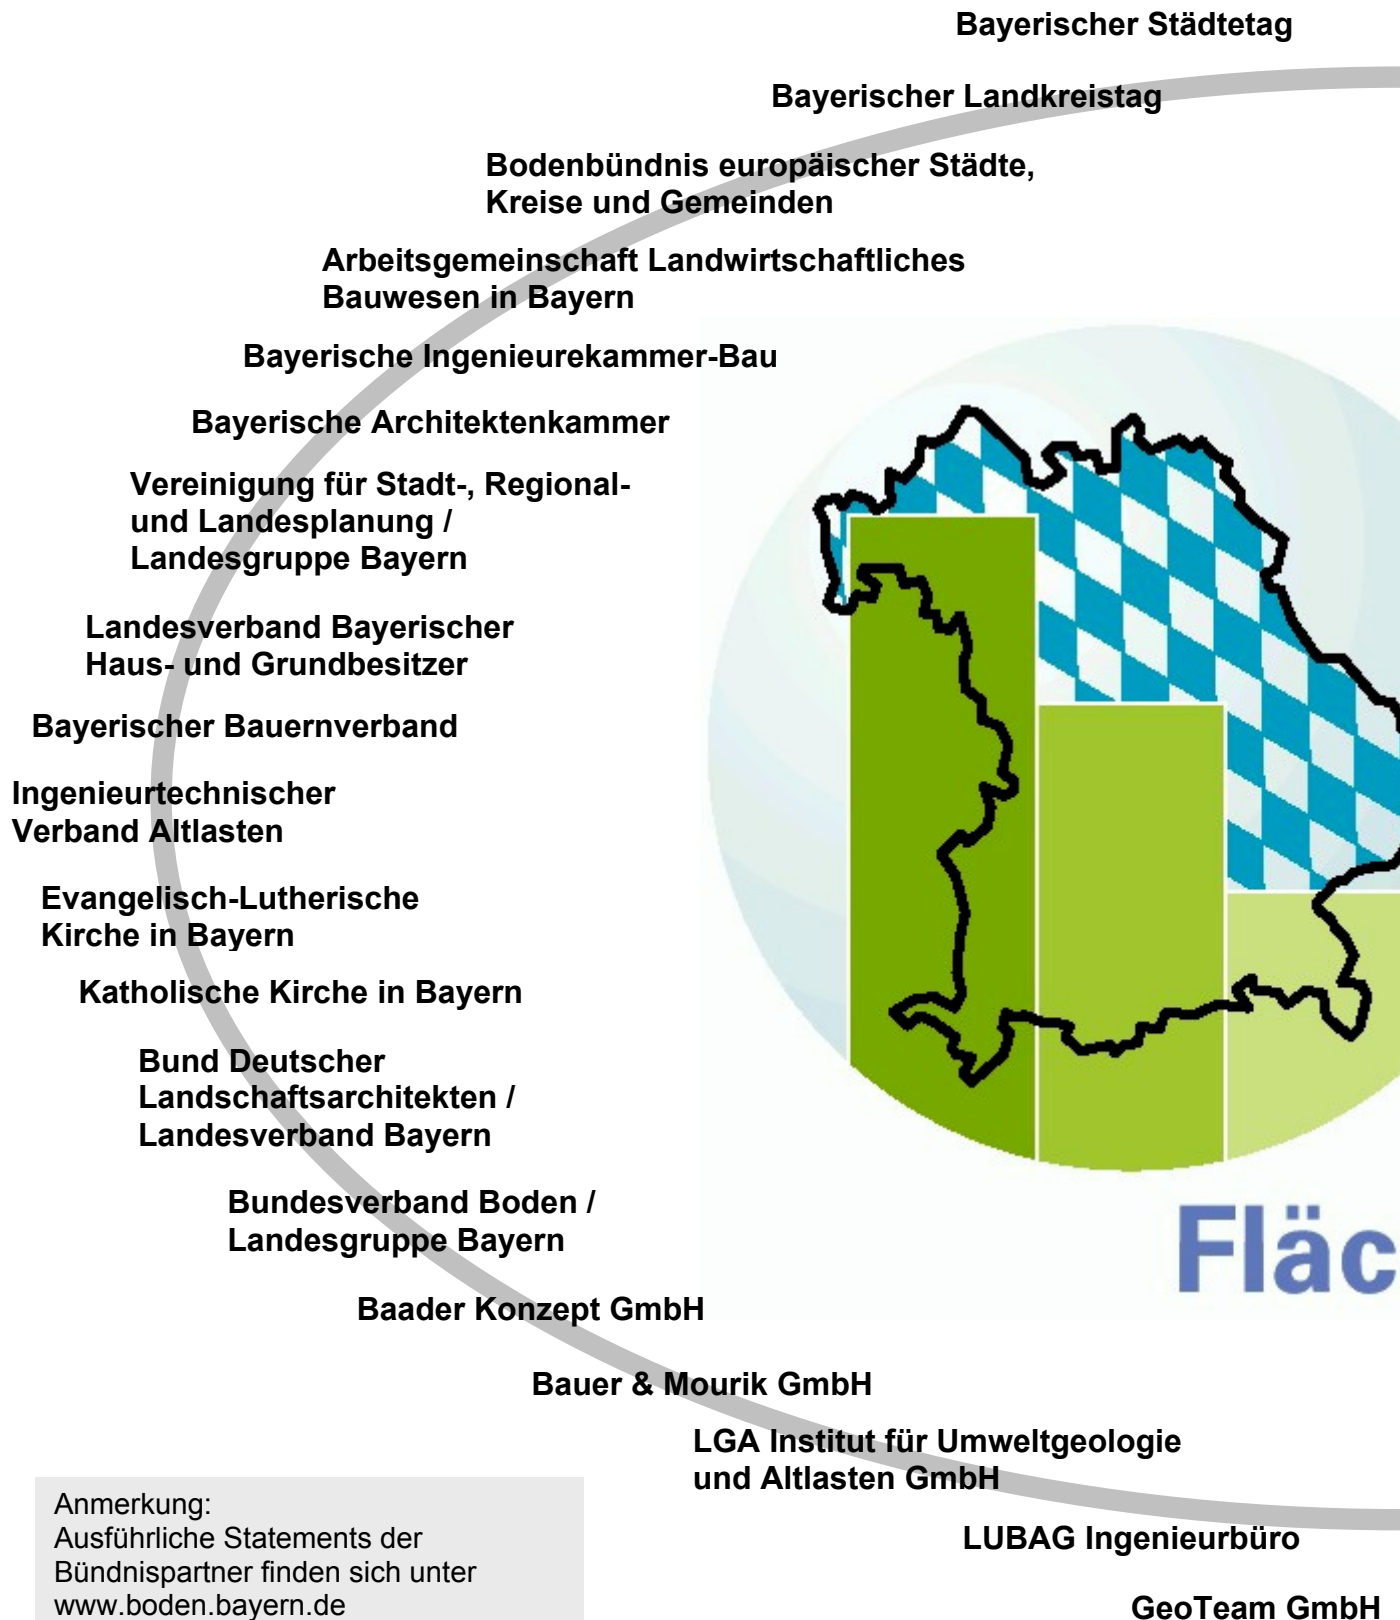 Bayerischer Städtetag
Bayerischer Landkreistag
Bodenbündnis europäischer Städte,
Kreise und Gemeinden
Arbeitsgemeinschaft Landwirtschaftliches
Bauwesen in Bayern
Bayerische Ingenieurekammer-Bau
Bayerische Architektenkammer
Vereinigung für Stadt-, Regional-
und Landesplanung /
Landesgruppe Bayern
Landesverband Bayerischer
Haus- und Grundbesitzer
Bayerischer Bauernverband
Ingenieurtechnischer
Verband Altlasten
Evangelisch-Lutherische
Kirche in Bayern
Katholische Kirche in Bayern
Bund Deutscher
Landschaftsarchitekten /
Landesverband Bayern
Bundesverband Boden /
Landesgruppe Bayern
Fläc
Baader Konzept GmbH
Bauer & Mourik GmbH
LGA Institut für Umweltgeologie
und Altlasten GmbH
LUBAG Ingenieurbüro
GeoTeam GmbH
Anmerkung:
Ausführliche Statements der
Bündnispartner finden sich unter
www.boden.bayern.de